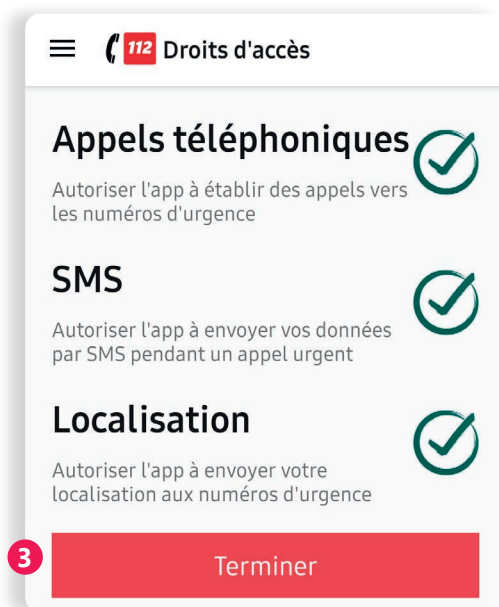 112 Droits d'accès
Appels téléphoniques
Autoriser l'app à établir des appels vers
les numéros d'urgence
SMS
Autoriser l'app à envoyer vos données
par SMS pendant un appel urgent
Localisation
Autoriser l'app à envoyer votre
localisation aux numéros d'urgence
3 Terminer